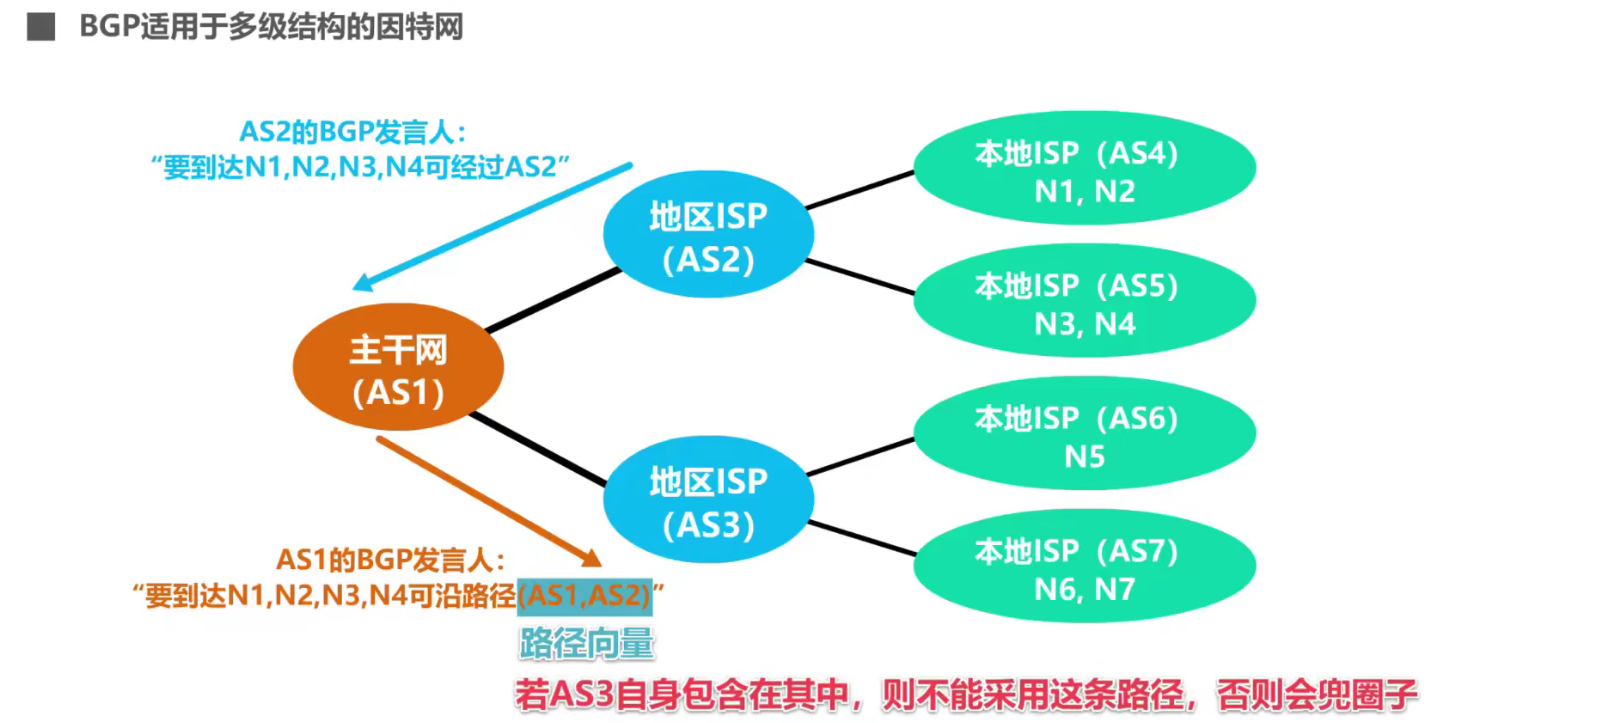 BGP适用于多级结构的因特网
AS2的BGP发言人：
“要到达N1,N2,N3,N4可经过AS2”
地区ISP
（AS2）
本地ISP（AS4）
N1, N2
本地ISP（AS5）
N3, N4
主干网
（AS1）
地区ISP
（AS3）
本地ISP（AS6）
N5
本地ISP（AS7）
N6, N7
AS1的BGP发言人：
“要到达N1,N2,N3,N4可沿路径(AS1,AS2)”
路径向量
若AS3自身包含在其中，则不能采用这条路径，否则会兜圈子